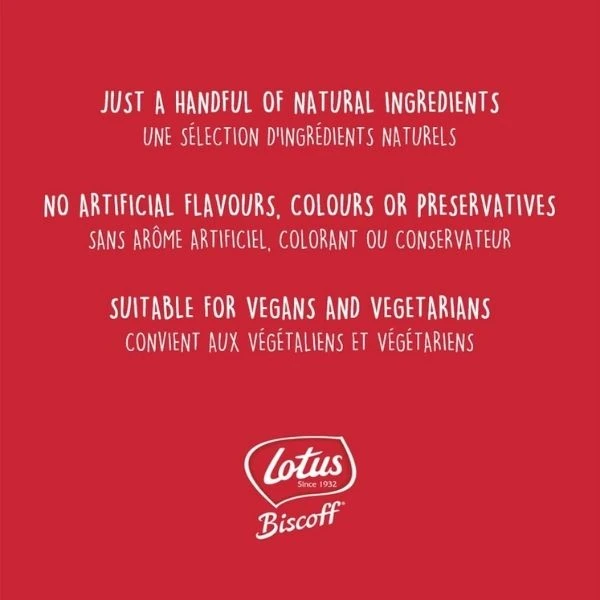 JUST A HANDFUL OF NATURAL INGREDIENTS
UNE SÉLECTION D'INGRÉDIENTS NATURELS
NO ARTIFICIAL FLAVOURS, COLOURS OR PRESERVATIVES
SANS ARÔME ARTIFICIEL, COLORANT OU CONSERVATEUR
SUITABLE FOR VEGANS AND VEGETARIANS
CONVIENT AUX VÉGÉTALIENS ET VÉGÉTARIENS
Lotus
Since 1932
Biscoff